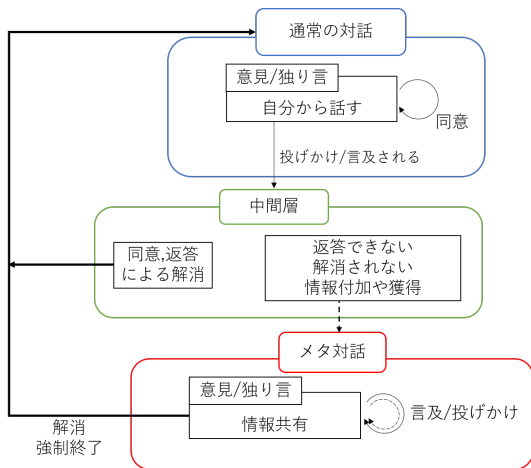 通常の対話
意見/独り言
自分から話す
同意
投げかけ/言及される
中間層
同意,返答
による解消
返答できない
解消されない
情報付加や獲得
メタ対話
意見/独り言
情報共有
言及/投げかけ
解消
強制終了